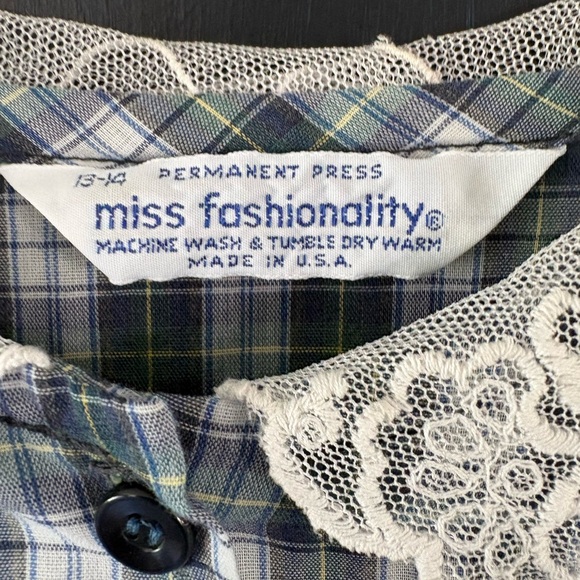 13-14 PERMANENT PRESS
miss fashionality®
MACHINE WASH & TUMBLE DRY WARM
MADE IN U.S.A.